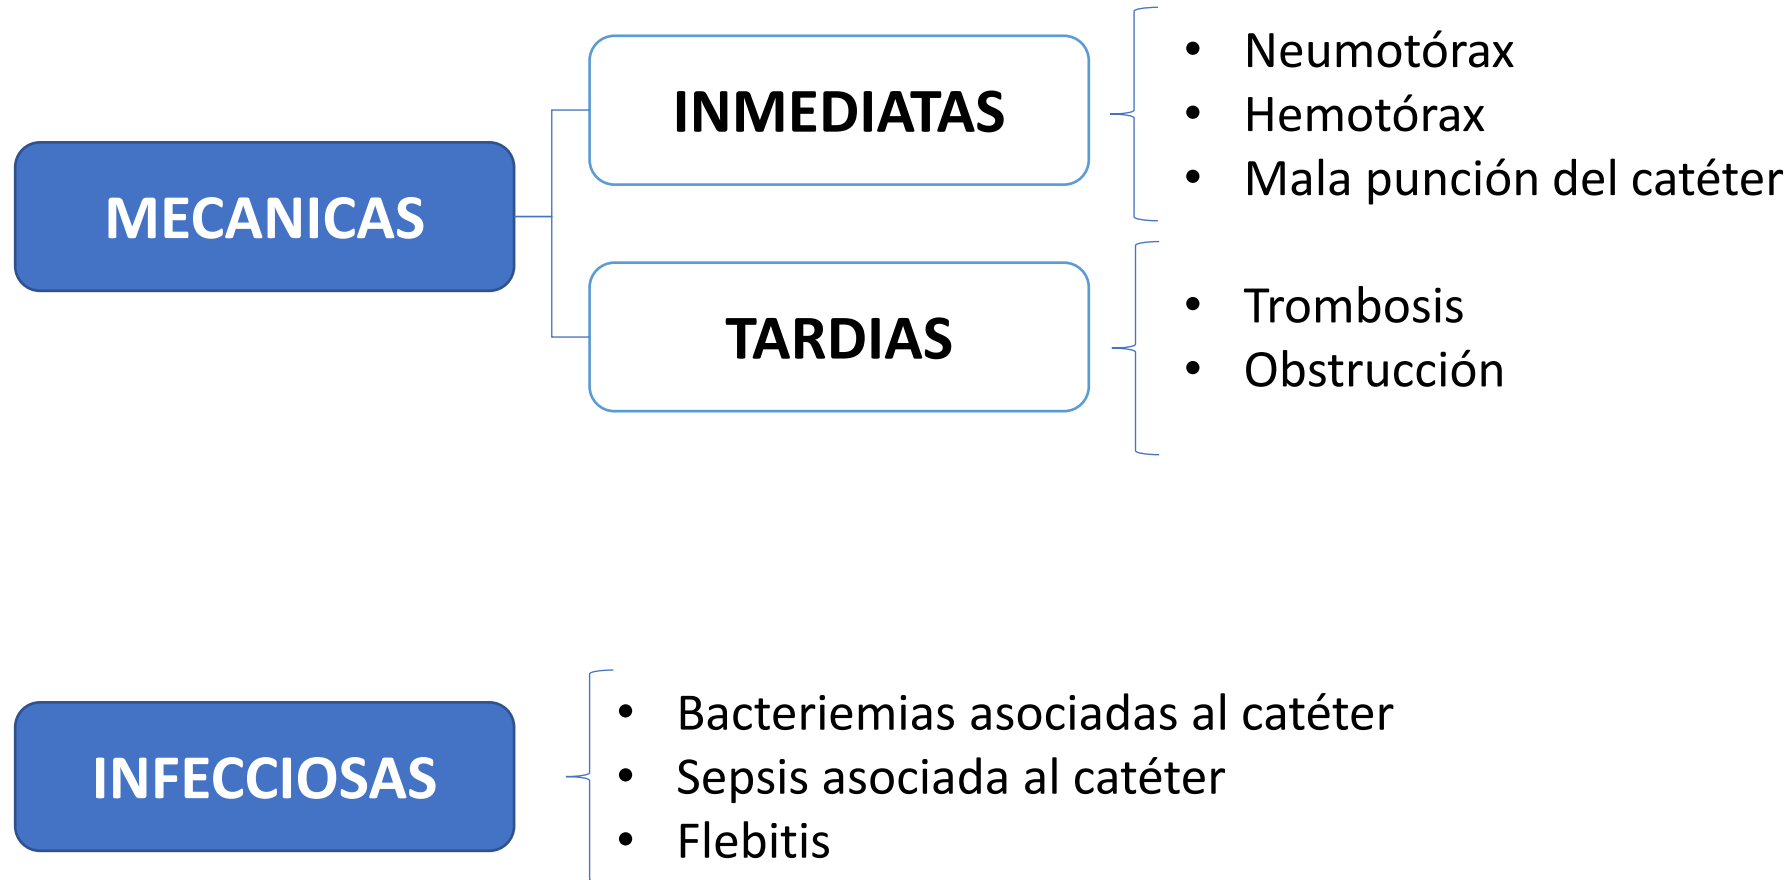 MECANICAS
INMEDIATAS
• Neumotórax
• Hemotórax
• Mala punción del catéter
TARDIAS
• Trombosis
• Obstrucción
INFECCIOSAS
• Bacteriemias asociadas al catéter
• Sepsis asociada al catéter
• Flebitis